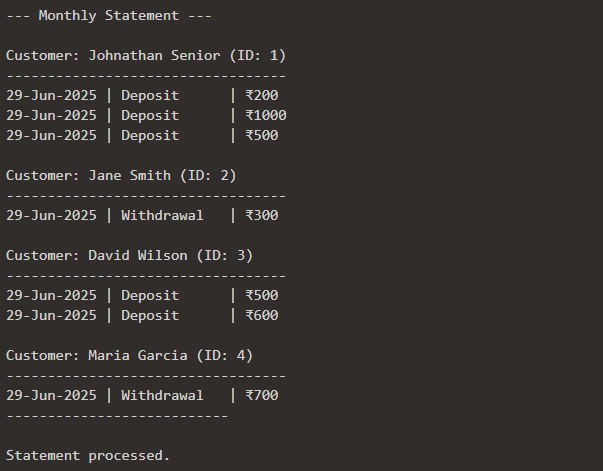 --- Monthly Statement ---
Customer: Johnathan Senior (ID: 1)
----------------------------------
29-Jun-2025 | Deposit      | ₹200
29-Jun-2025 | Deposit      | ₹1000
29-Jun-2025 | Deposit      | ₹500
Customer: Jane Smith (ID: 2)
----------------------------------
29-Jun-2025 | Withdrawal   | ₹300
Customer: David Wilson (ID: 3)
----------------------------------
29-Jun-2025 | Deposit      | ₹500
29-Jun-2025 | Deposit      | ₹600
Customer: Maria Garcia (ID: 4)
----------------------------------
29-Jun-2025 | Withdrawal   | ₹700
---------------------------
Statement processed.